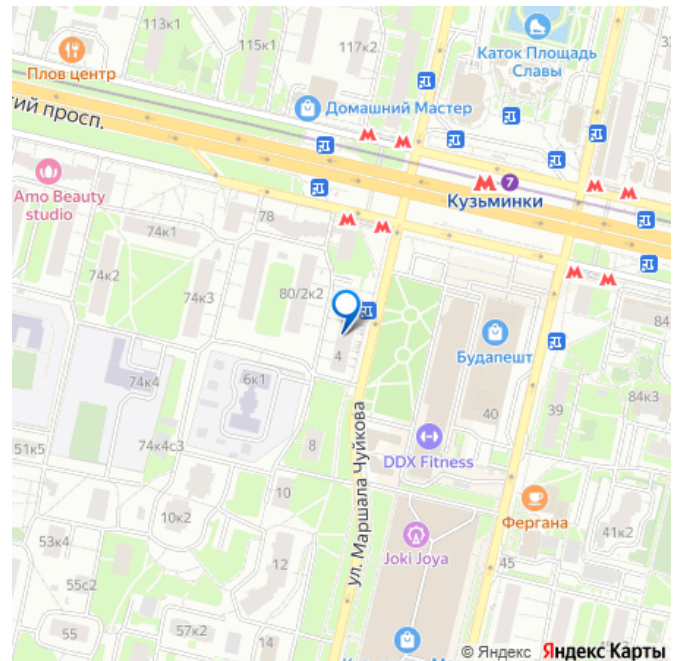 113к1
115к1
117к2
Каток Площадь
Славы
Плов центр
Домашний Мастер
гий просп.
7
Кузьминки
Amo Beauty
studio
78
74к1
74к2
74к3
80/2к2
84
Будапешт
4
6к1
74к4
40
39
84к3
51к5
74к4с3
8
DDX Fitness
ул. Маршала Чуйкова
10
10к2
Фергана
41к2
53к4
12
Joki Joya
45
55с2
55
57к2
14
© Яндекс Яндекс Карты